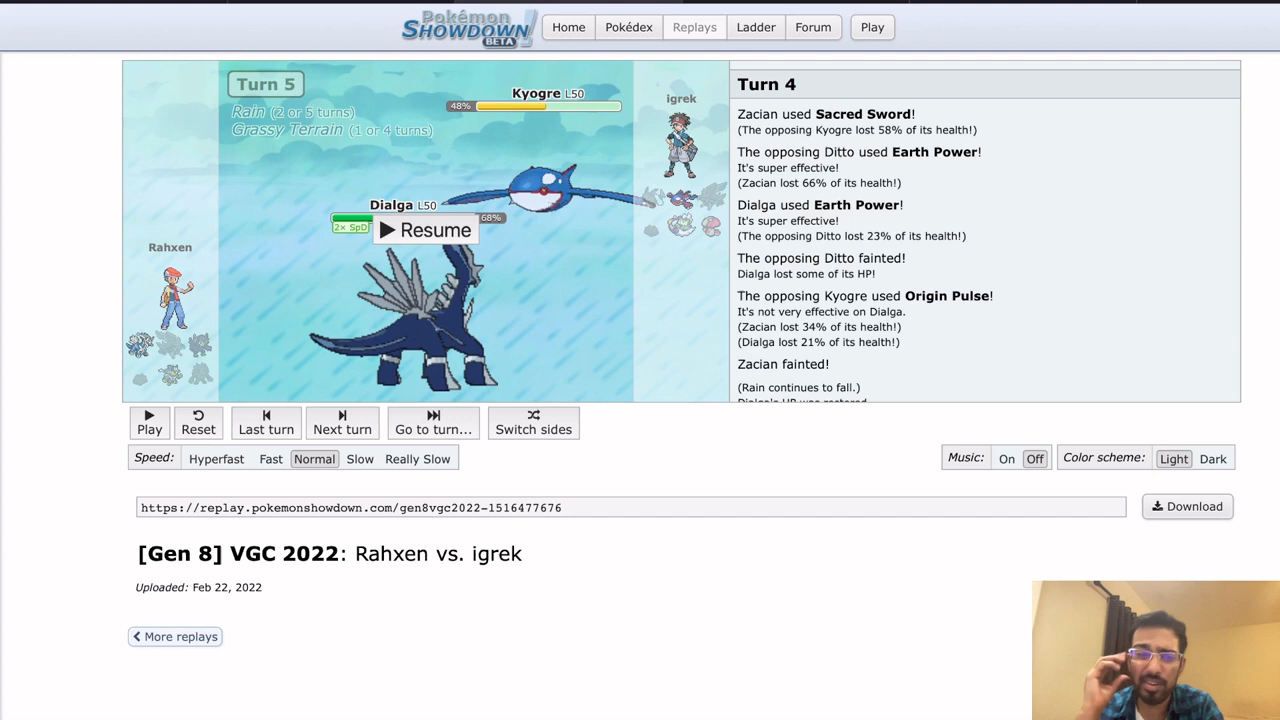 Pokémon
SHOWDOWN!
BETA
Home
Pokédex
Replays
Ladder
Forum
Play
Turn 5
Rain (2 or 5 turns)
Grassy Terrain (1 or 4 turns)
Kyogre L50
48%
igrek
Dialga L50
68%
2× SpD
Resume
Rahxen
Turn 4
Zacian used Sacred Sword!
(The opposing Kyogre lost 58% of its health!)
The opposing Ditto used Earth Power!
It's super effective!
(Zacian lost 66% of its health!)
Dialga used Earth Power!
It's super effective!
(The opposing Ditto lost 23% of its health!)
The opposing Ditto fainted!
Dialga lost some of its HP!
The opposing Kyogre used Origin Pulse!
It's not very effective on Dialga.
(Zacian lost 34% of its health!)
(Dialga lost 21% of its health!)
Zacian fainted!
(Rain continues to fall.)
Dialga's HP was restored
Play
Reset
Last turn
Next turn
Go to turn...
Switch sides
Speed: Hyperfast Fast Normal Slow Really Slow
Music: On Off
Color scheme: Light Dark
https://replay.pokemonshowdown.com/gen8vgc2022-1516477676
Download
[Gen 8] VGC 2022: Rahxen vs. igrek
Uploaded: Feb 22, 2022
More replays